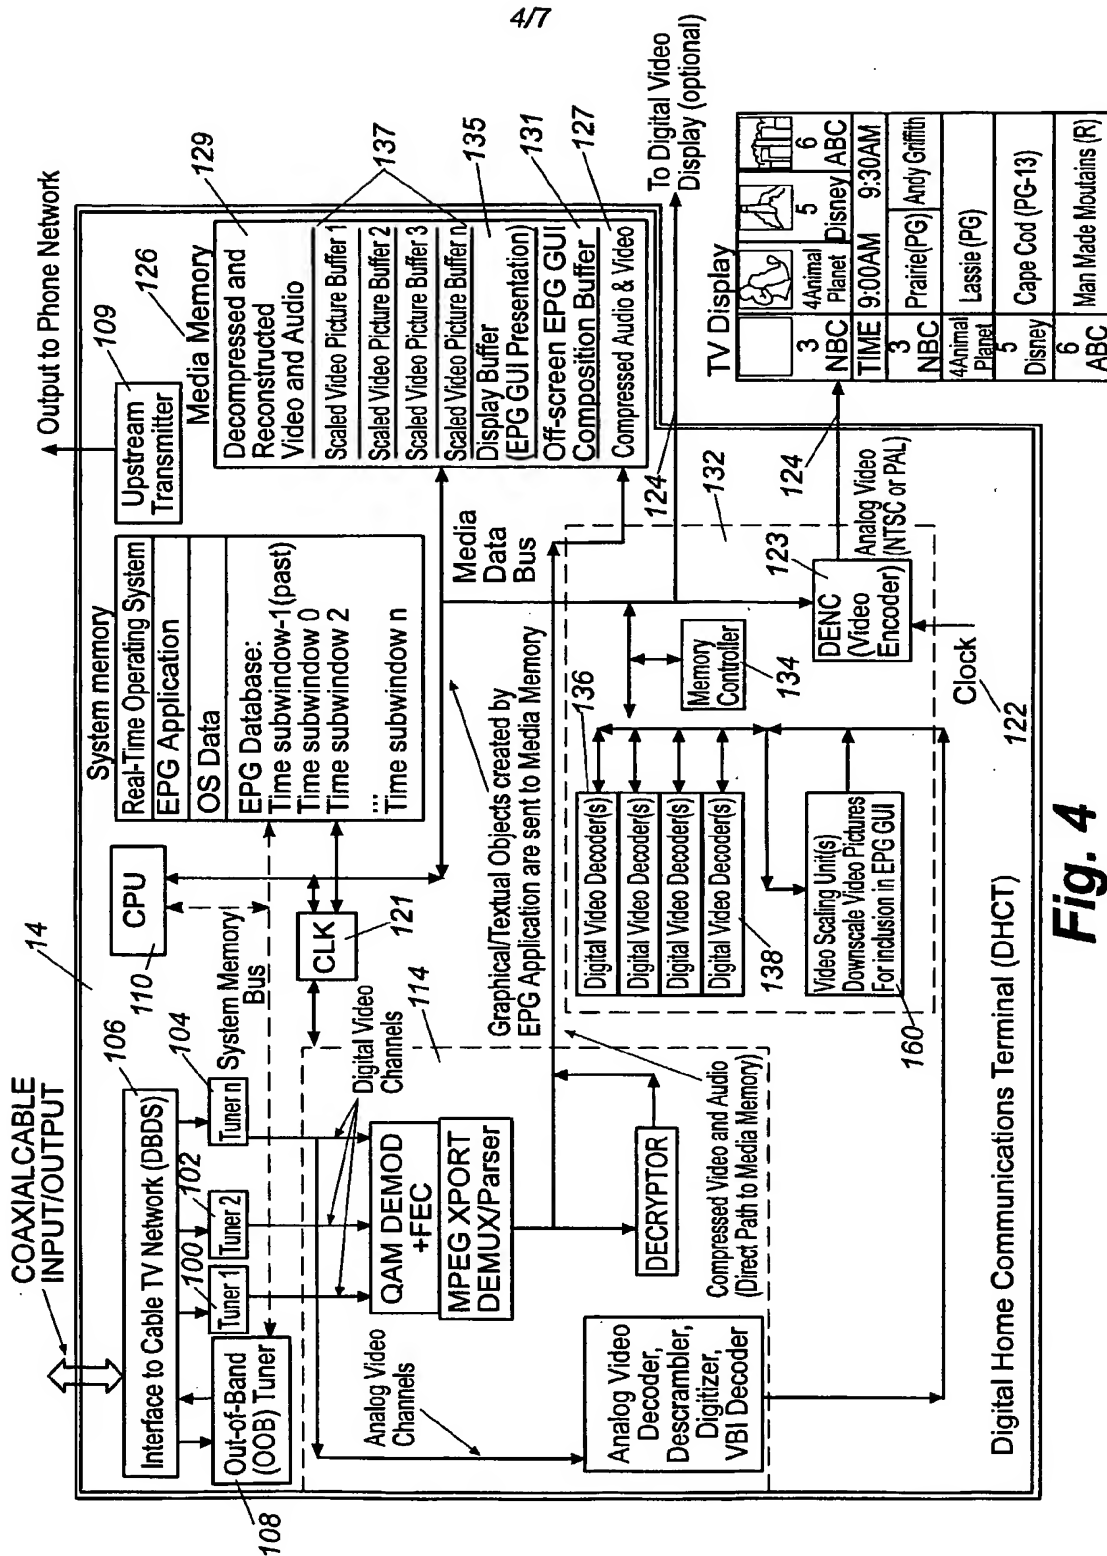 4/7
COAXIALCABLE
INPUT/OUTPUT
14
106
Interface to Cable TV Network (DBDS)
Out-of-Band
(OOB) Tuner
108
100
Tuner 1
102
Tuner 2
104
Tuner n
110
CPU
System Memory
Bus
System memory
Real-Time Operating System
EPG Application
OS Data
EPG Database:
Time subwindow-1(past)
Time subwindow 0
Time subwindow 2
...
Time subwindow n
109
Upstream
Transmitter
Output to Phone Network
126
Media Memory
129
137
135
131
127
Decompressed and
Reconstructed
Video and Audio
Scaled Video Picture Buffer 1
Scaled Video Picture Buffer 2
Scaled Video Picture Buffer 3
Scaled Video Picture Buffer n
Display Buffer
(EPG GUI Presentation)
Off-screen EPG GUI
Composition Buffer
Compressed Audio & Video
CLK
121
114
Digital Video
Channels
Analog Video
Channels
QAM DEMOD
+FEC
MPEG XPORT
DEMUX/Parser
DECRYPTOR
Analog Video
Decoder,
Descrambler,
Digitizer,
VBI Decoder
Compressed Video and Audio
(Direct Path to Media Memory)
Graphical/Textual Objects created by
EPG Application are sent to Media Memory
Media
Data
Bus
136
Digital Video Decoder(s)
Digital Video Decoder(s)
Digital Video Decoder(s)
Digital Video Decoder(s)
138
Memory
Controller
134
132
Video Scaling Unit(s)
Downscale Video Pictures
For inclusion in EPG GUI
160
123
DENC
(Video
Encoder)
Clock
122
Analog Video
(NTSC or PAL)
124
124
To Digital Video
Display (optional)
TV Display
3
NBC
4Animal
Planet
5
Disney
6
ABC
TIME
9:00AM
9:30AM
3
NBC
Prairie(PG)
Andy Griffith
4Animal
Planet
Lassie (PG)
5
Disney
Cape Cod (PG-13)
6
ABC
Man Made Moutains (R)
Digital Home Communications Terminal (DHCT)
Fig. 4